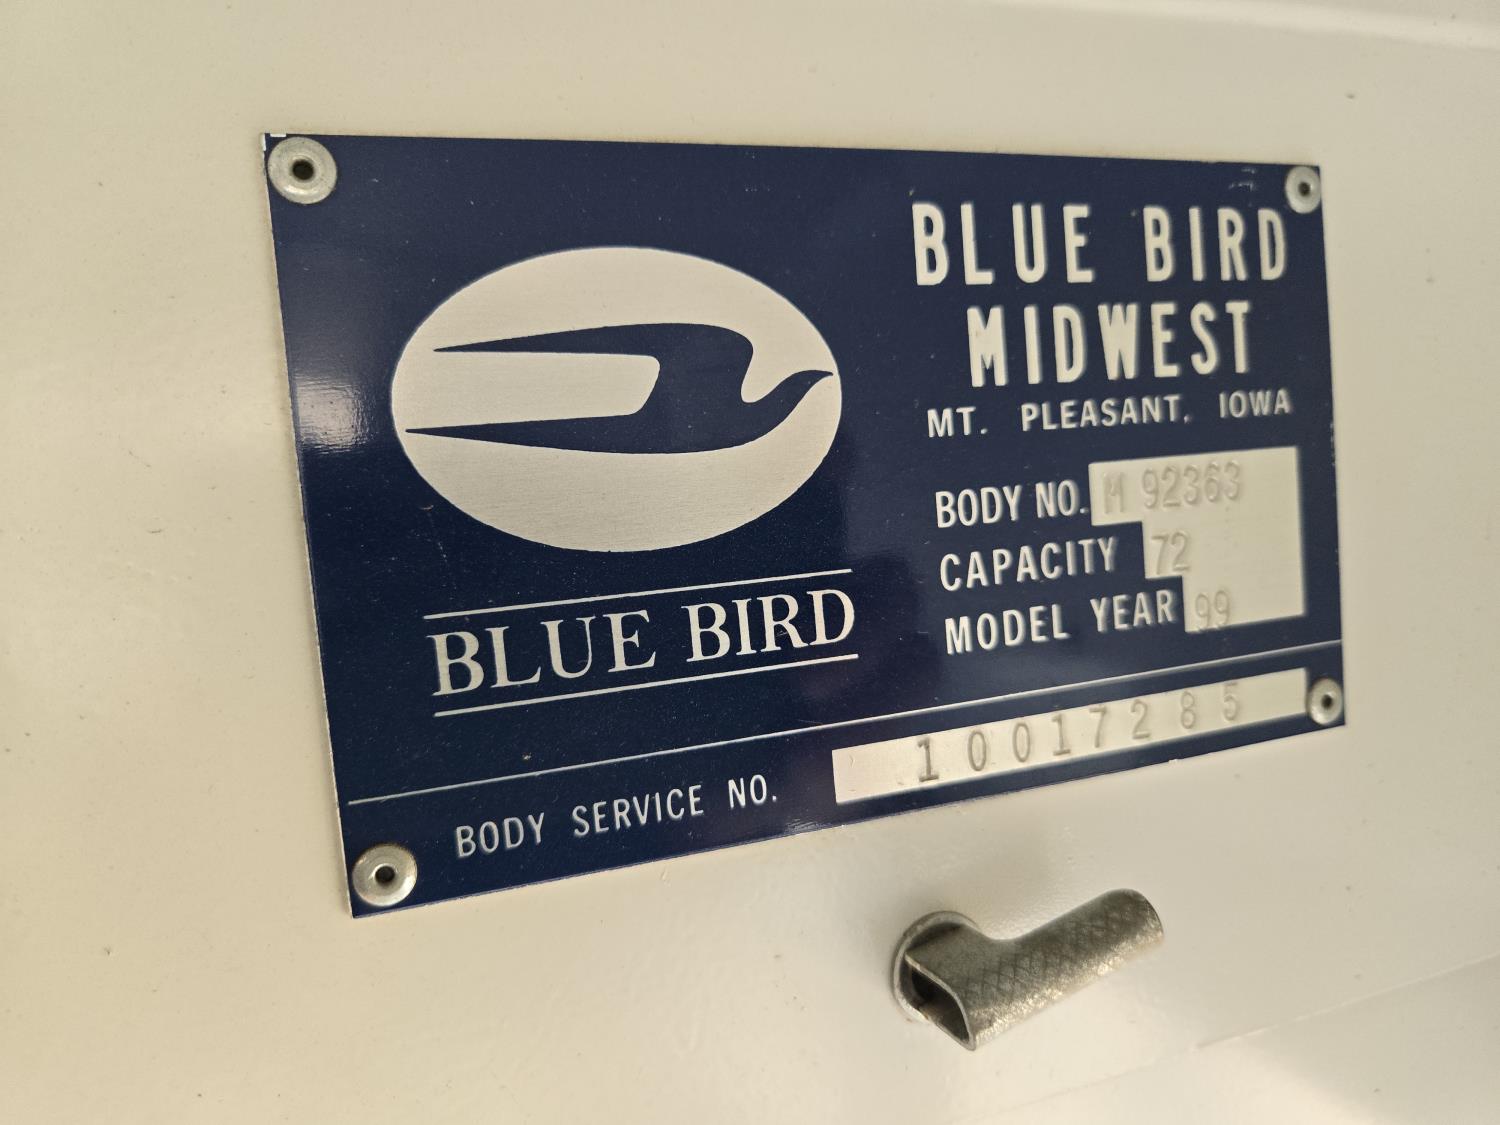 BLUE BIRD
BLUE BIRD
MIDWEST
MT. PLEASANT, IOWA
BODY NO. M 92363
CAPACITY 72
MODEL YEAR 99
BODY SERVICE NO. 10017285